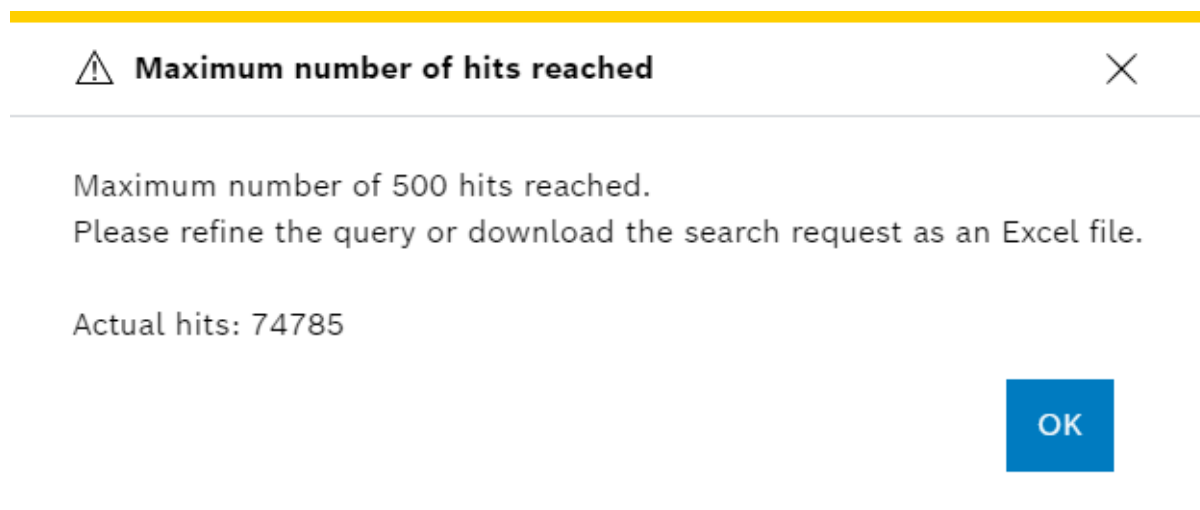 Maximum number of hits reached
Maximum number of 500 hits reached.
Please refine the query or download the search request as an Excel file.
Actual hits: 74785
OK